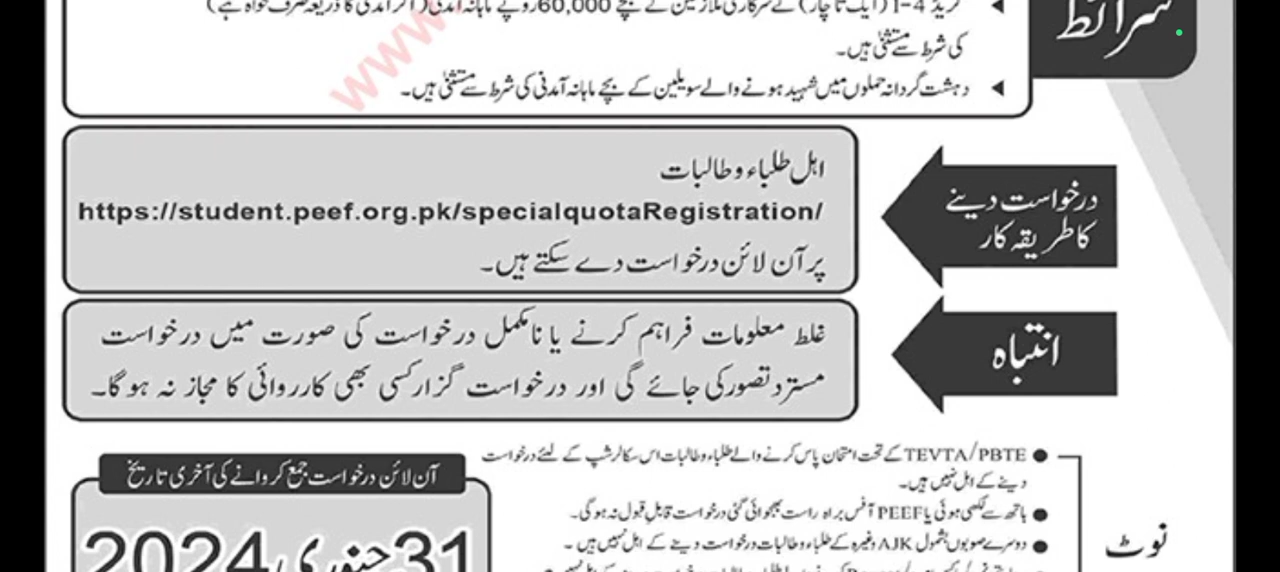 شرائط
گریڈ 1-4 (ایک تا چار) کے سرکاری ملازمین کے بچے 60,000 روپے ماہانہ آمدنی (اگر آمدنی کا ذریعہ صرف تنخواہ ہے)
کی شرط سے مستثنیٰ ہیں۔
دہشت گردانہ حملوں میں شہید ہونے والے سویلین کے بچے ماہانہ آمدنی کی شرط سے مستثنیٰ ہیں۔
www.
درخواست دینے
کا طریقہ کار
اہل طلباء و طالبات
https://student.peef.org.pk/specialquotaRegistration/
پر آن لائن درخواست دے سکتے ہیں۔
انتباہ
غلط معلومات فراہم کرنے یا نامکمل درخواست کی صورت میں درخواست
مسترد تصور کی جائے گی اور درخواست گزار کسی بھی کارروائی کا مجاز نہ ہوگا۔
نوٹ
TEVTA/PBTE کے تحت امتحان پاس کرنے والے طلباء و طالبات اس سکالرشپ کے لئے درخواست
دینے کے اہل نہیں ہیں۔
ہاتھ سے لکھی ہوئی یا PEEF آفس براہ راست بھجوائی گئی درخواست قابل قبول نہ ہوگی۔
دوسرے صوبوں بشمول AJK وغیرہ کے طلباء و طالبات درخواست دینے کے اہل نہیں ہیں۔
آن لائن درخواست جمع کروانے کی آخری تاریخ
31 جنوری 2024